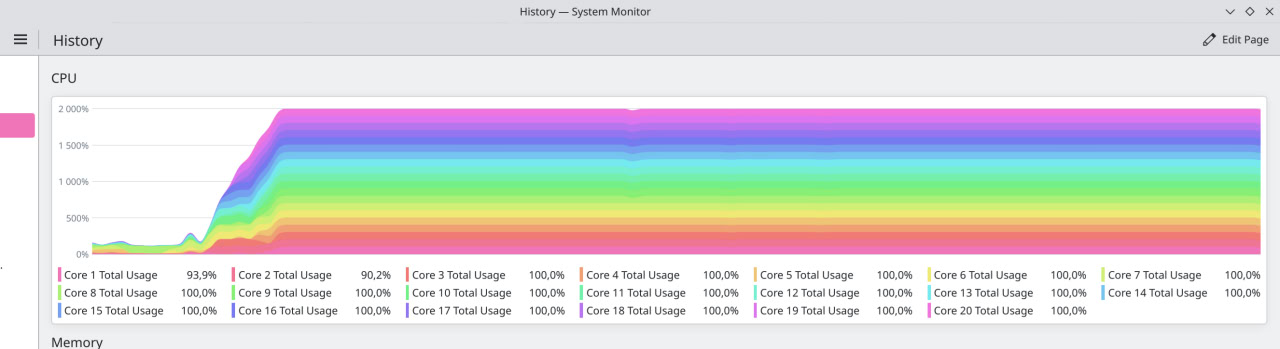 History — System Monitor
History
Edit Page
CPU
2 000%
1 500%
1 000%
500%
0%
Core 1 Total Usage 93,9% Core 2 Total Usage 90,2% Core 3 Total Usage 100,0% Core 4 Total Usage 100,0% Core 5 Total Usage 100,0% Core 6 Total Usage 100,0% Core 7 Total Usage 100,0%
Core 8 Total Usage 100,0% Core 9 Total Usage 100,0% Core 10 Total Usage 100,0% Core 11 Total Usage 100,0% Core 12 Total Usage 100,0% Core 13 Total Usage 100,0% Core 14 Total Usage 100,0%
Core 15 Total Usage 100,0% Core 16 Total Usage 100,0% Core 17 Total Usage 100,0% Core 18 Total Usage 100,0% Core 19 Total Usage 100,0% Core 20 Total Usage 100,0%
Memory